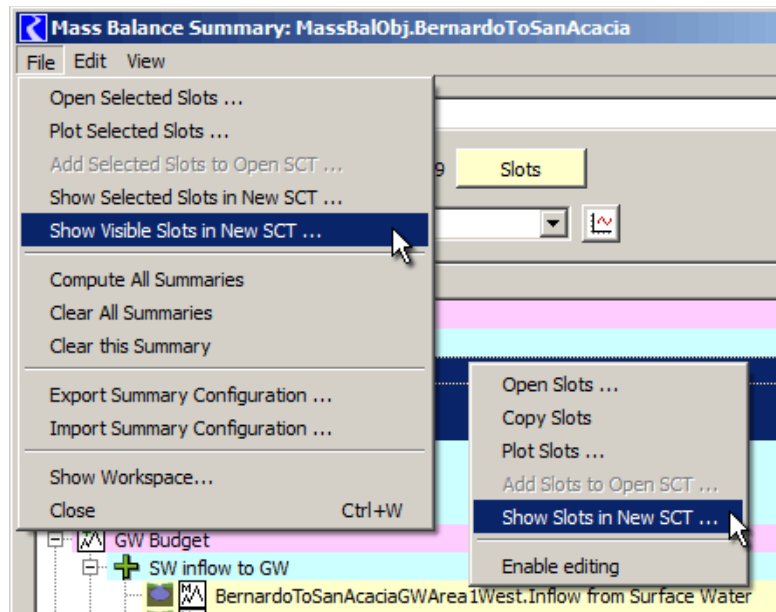 Mass Balance Summary: MassBalObj.BernardoToSanAcacia
File Edit View
Open Selected Slots ...
Plot Selected Slots ...
Add Selected Slots to Open SCT ...
Show Selected Slots in New SCT ...
Show Visible Slots in New SCT ...
Compute All Summaries
Clear All Summaries
Clear this Summary
Export Summary Configuration ...
Import Summary Configuration ...
Show Workspace...
Close Ctrl+W
9 Slots
Open Slots ...
Copy Slots
Plot Slots ...
Add Slots to Open SCT ...
Show Slots in New SCT ...
Enable editing
GW Budget
SW inflow to GW
BernardoToSanAcaciaGWArea1West.Inflow from Surface Water